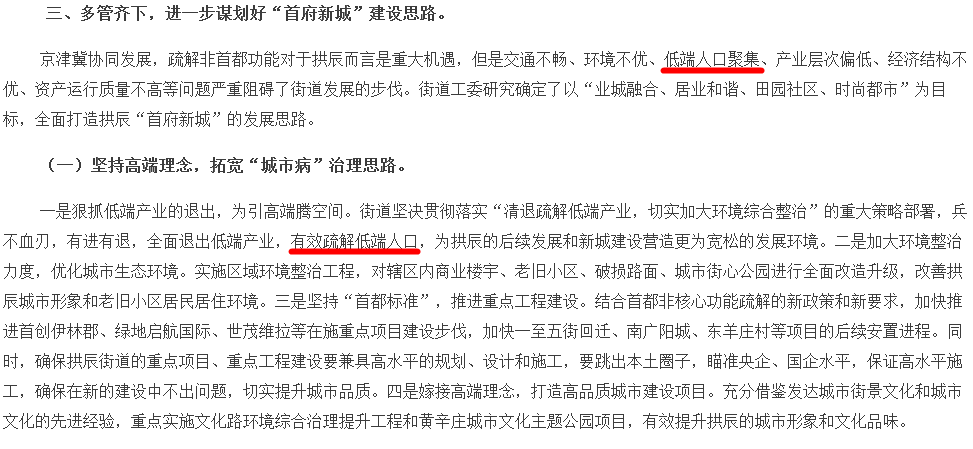 三、多管齐下，进一步谋划好“首府新城”建设思路。
京津冀协同发展，疏解非首都功能对于拱辰而言是重大机遇，但是交通不畅、环境不优、低端人口聚集、产业层次偏低、经济结构不
优、资产运行质量不高等问题严重阻碍了街道发展的步伐。街道工委研究确定了以“业城融合、居业和谐、田园社区、时尚都市”为目
标，全面打造拱辰“首府新城”的发展思路。
（一）坚持高端理念，拓宽“城市病”治理思路。
一是狠抓低端产业的退出，为引高端腾空间。街道坚决贯彻落实“清退疏解低端产业，切实加大环境综合整治”的重大策略部署，兵
不血刃，有进有退，全面退出低端产业，有效疏解低端人口，为拱辰的后续发展和新城建设营造更为宽松的发展环境。二是加大环境整治
力度，优化城市生态环境。实施区域环境整治工程，对辖区内商业楼宇、老旧小区、破损路面、城市街心公园进行全面改造升级，改善拱
辰城市形象和老旧小区居民居住环境。三是坚持“首都标准”，推进重点工程建设。结合首都非核心功能疏解的新政策和新要求，加快推
进首创伊林郡、绿地启航国际、世茂维拉等在施重点项目建设步伐，加快一至五街回迁、南广阳城、东羊庄村等项目的后续安置进程。同
时，确保拱辰街道的重点项目、重点工程建设要兼具高水平的规划、设计和施工，要跳出本土圈子，瞄准央企、国企水平，保证高水平施
工，确保在新的建设中不出问题，切实提升城市品质。四是嫁接高端理念，打造高品质城市建设项目。充分借鉴发达城市街景文化和城市
文化的先进经验，重点实施文化路环境综合治理提升工程和黄辛庄城市文化主题公园项目，有效提升拱辰的城市形象和文化品味。